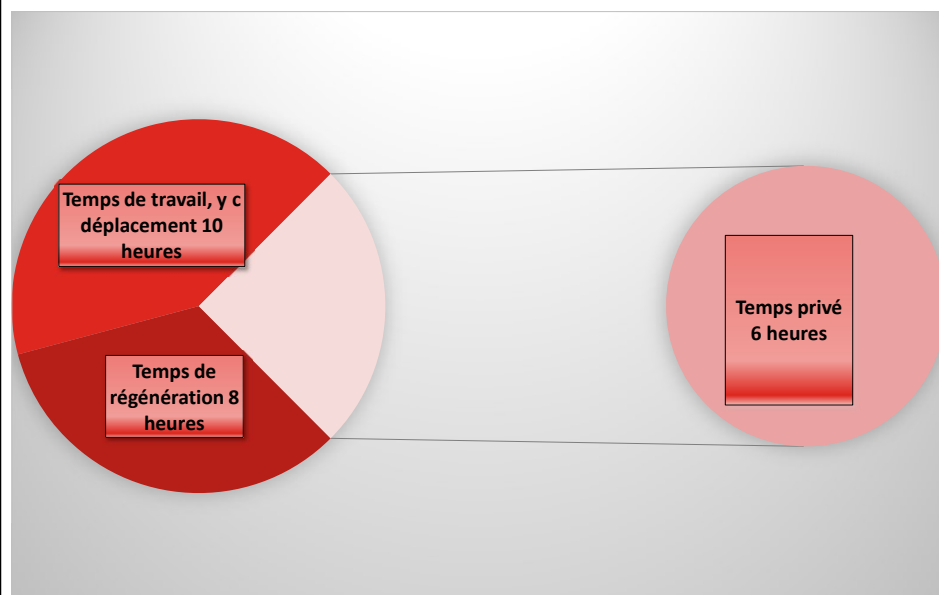 Temps de travail, y c
déplacement 10
heures
Temps de
régénération 8
heures
Temps privé
6 heures